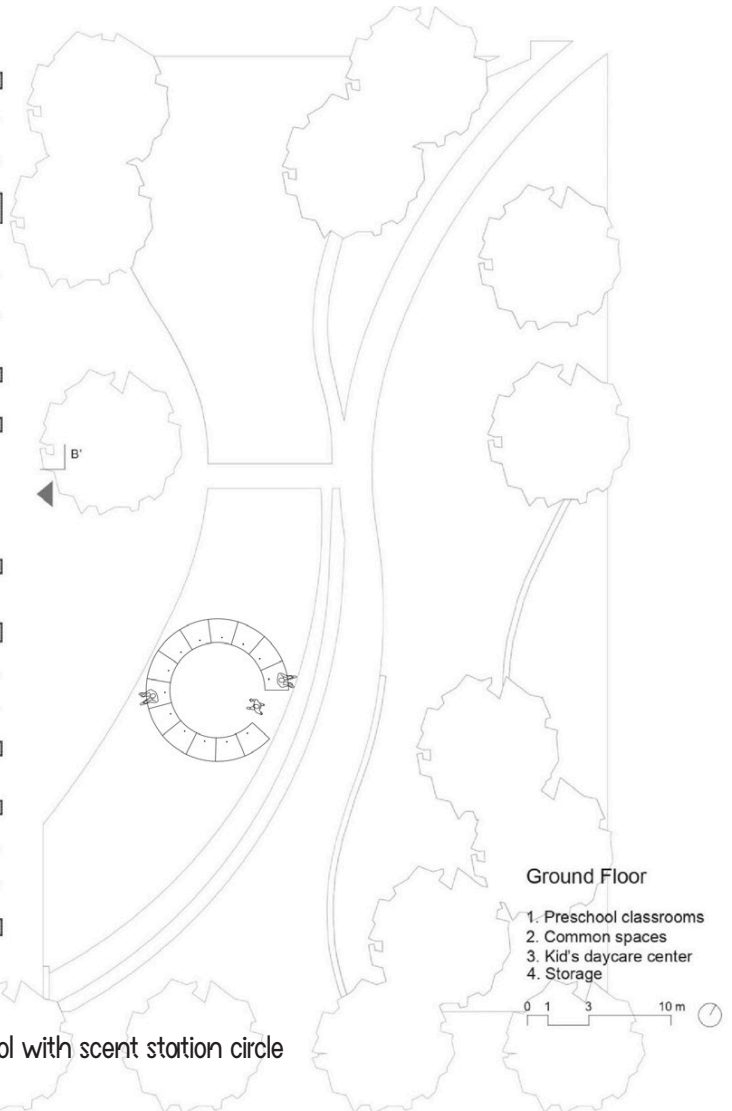 B'
Ground Floor
1. Preschool classrooms
2. Common spaces
3. Kid's daycare center
4. Storage
0 1 3 10 m
ol with scent station circle